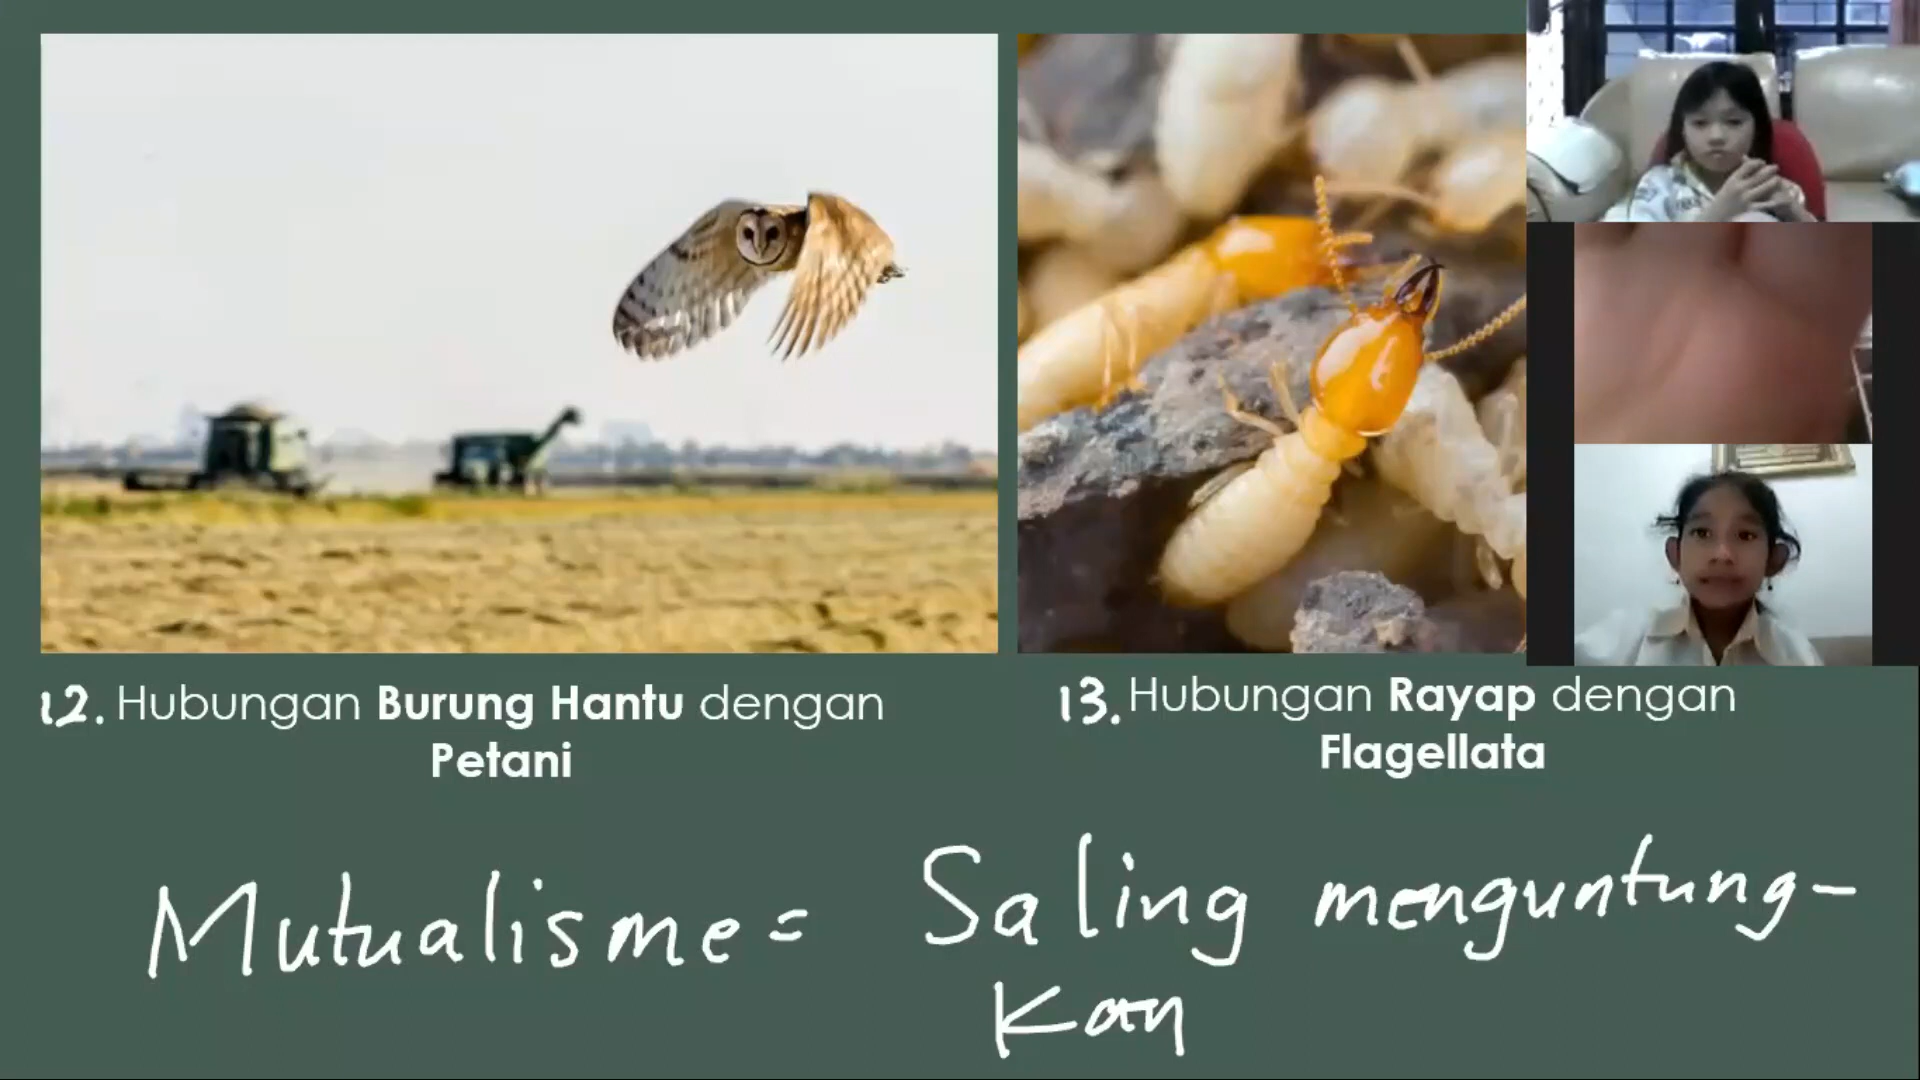 12. Hubungan Burung Hantu dengan
Petani
13. Hubungan Rayap dengan
Flagellata
Mutualisme = Saling menguntung-
kan